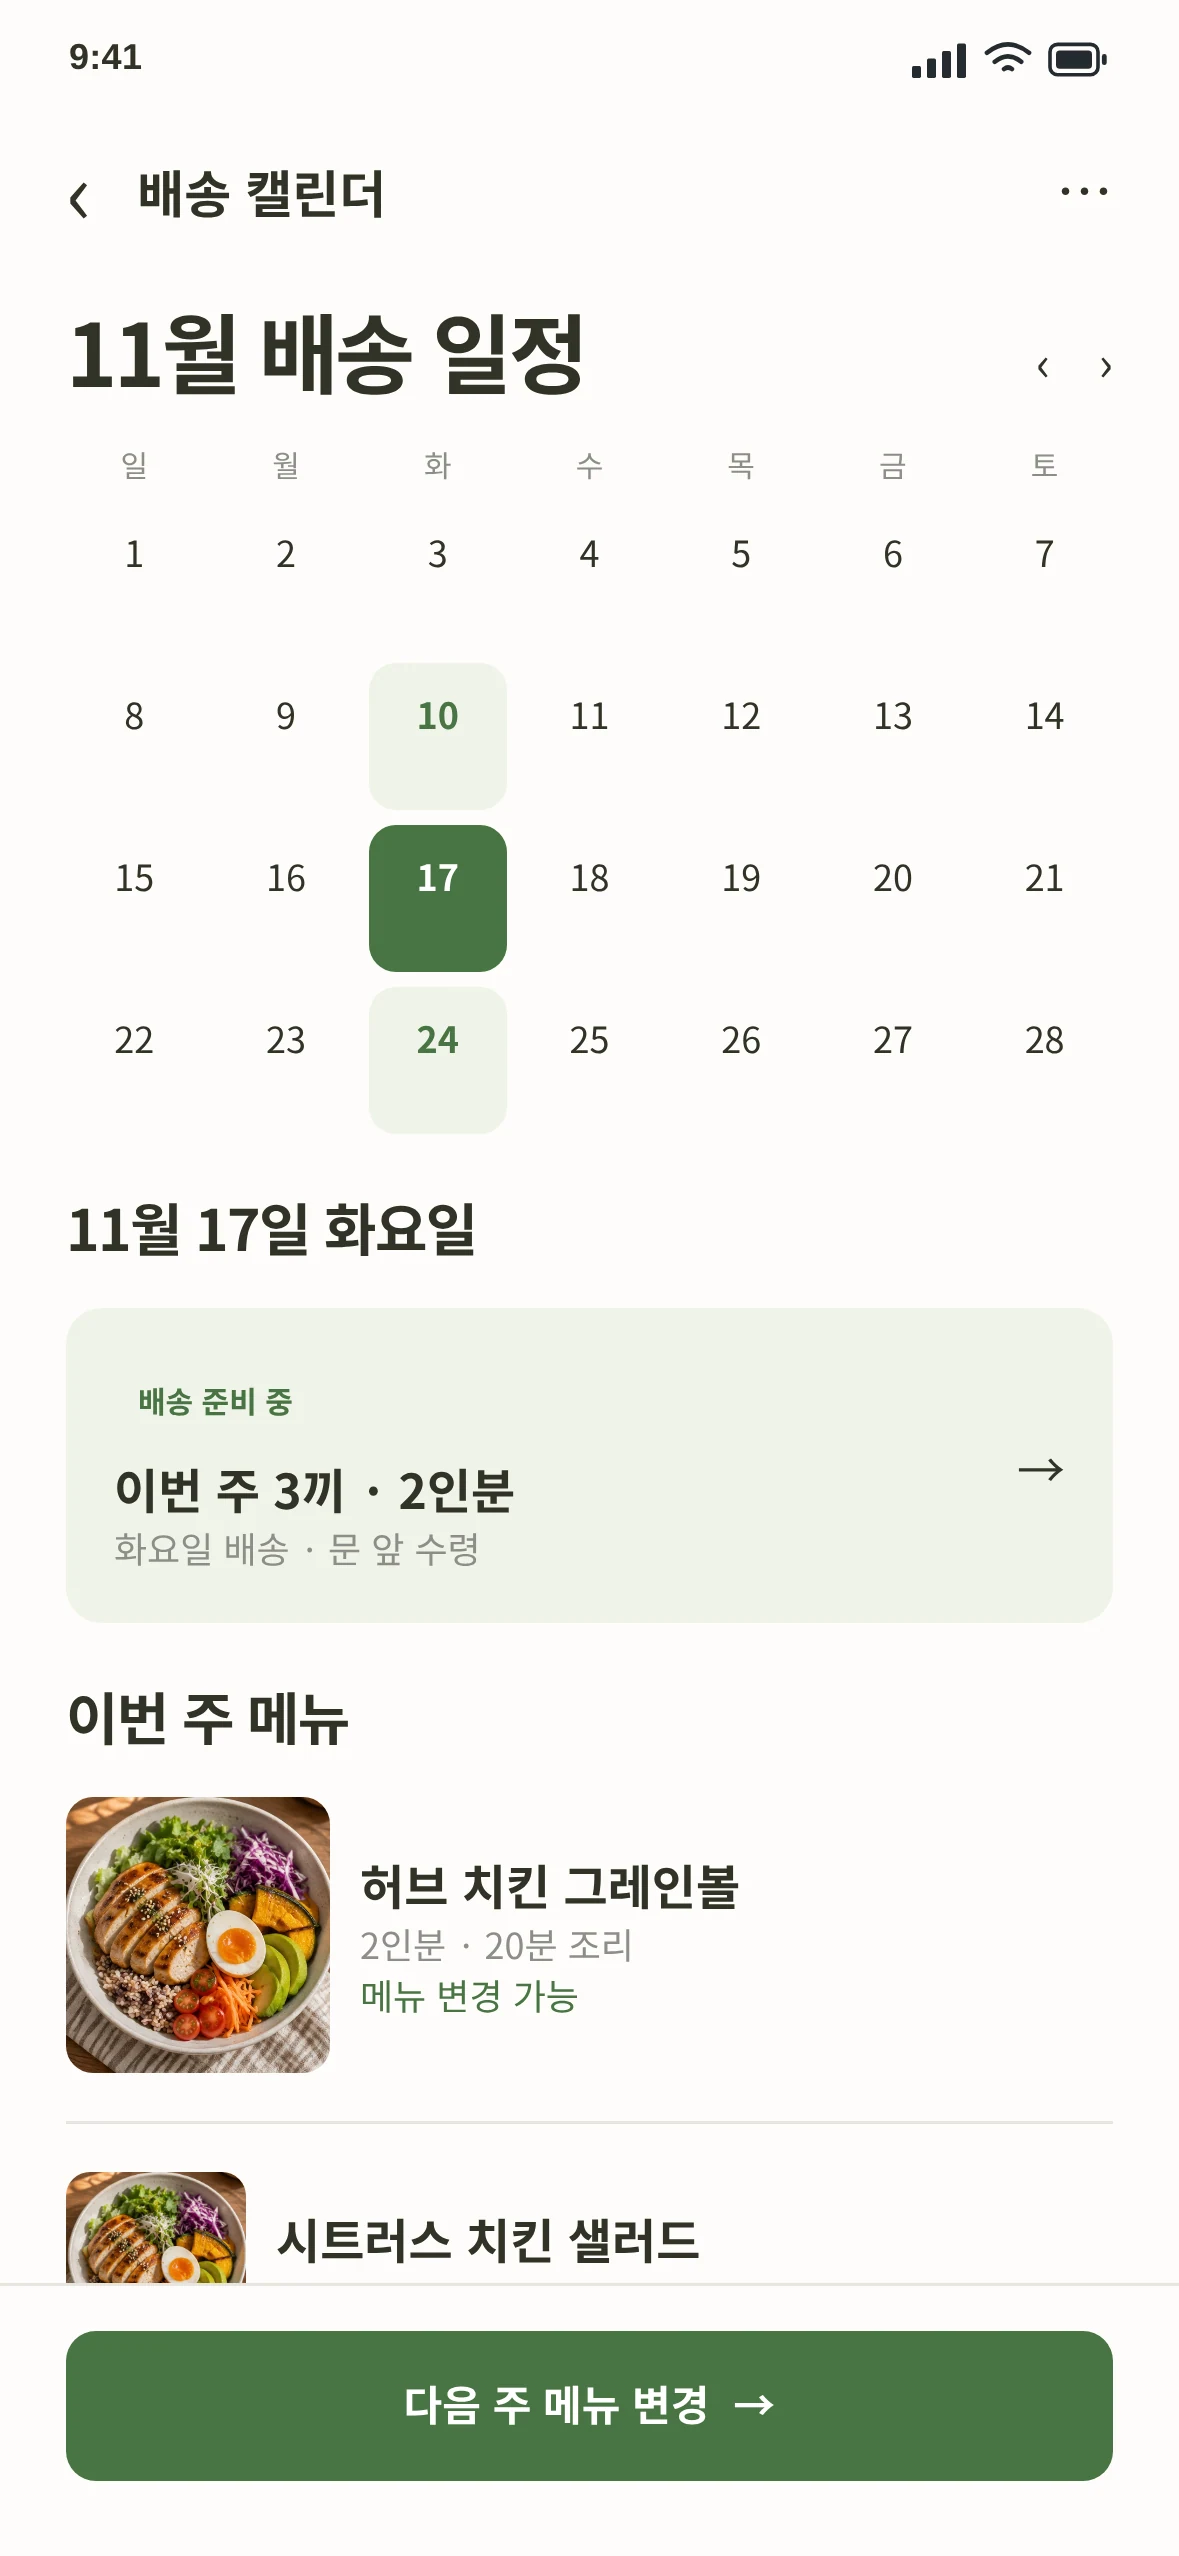 9:41
‹ 배송 캘린더 ···
11월 배송 일정 ‹ ›
일 월 화 수 목 금 토
1 2 3 4 5 6 7
8 9 10 11 12 13 14
15 16 17 18 19 20 21
22 23 24 25 26 27 28
11월 17일 화요일
배송 준비 중
이번 주 3끼 · 2인분 →
화요일 배송 · 문 앞 수령
이번 주 메뉴
허브 치킨 그레인볼
2인분 · 20분 조리
메뉴 변경 가능
시트러스 치킨 샐러드
다음 주 메뉴 변경 →